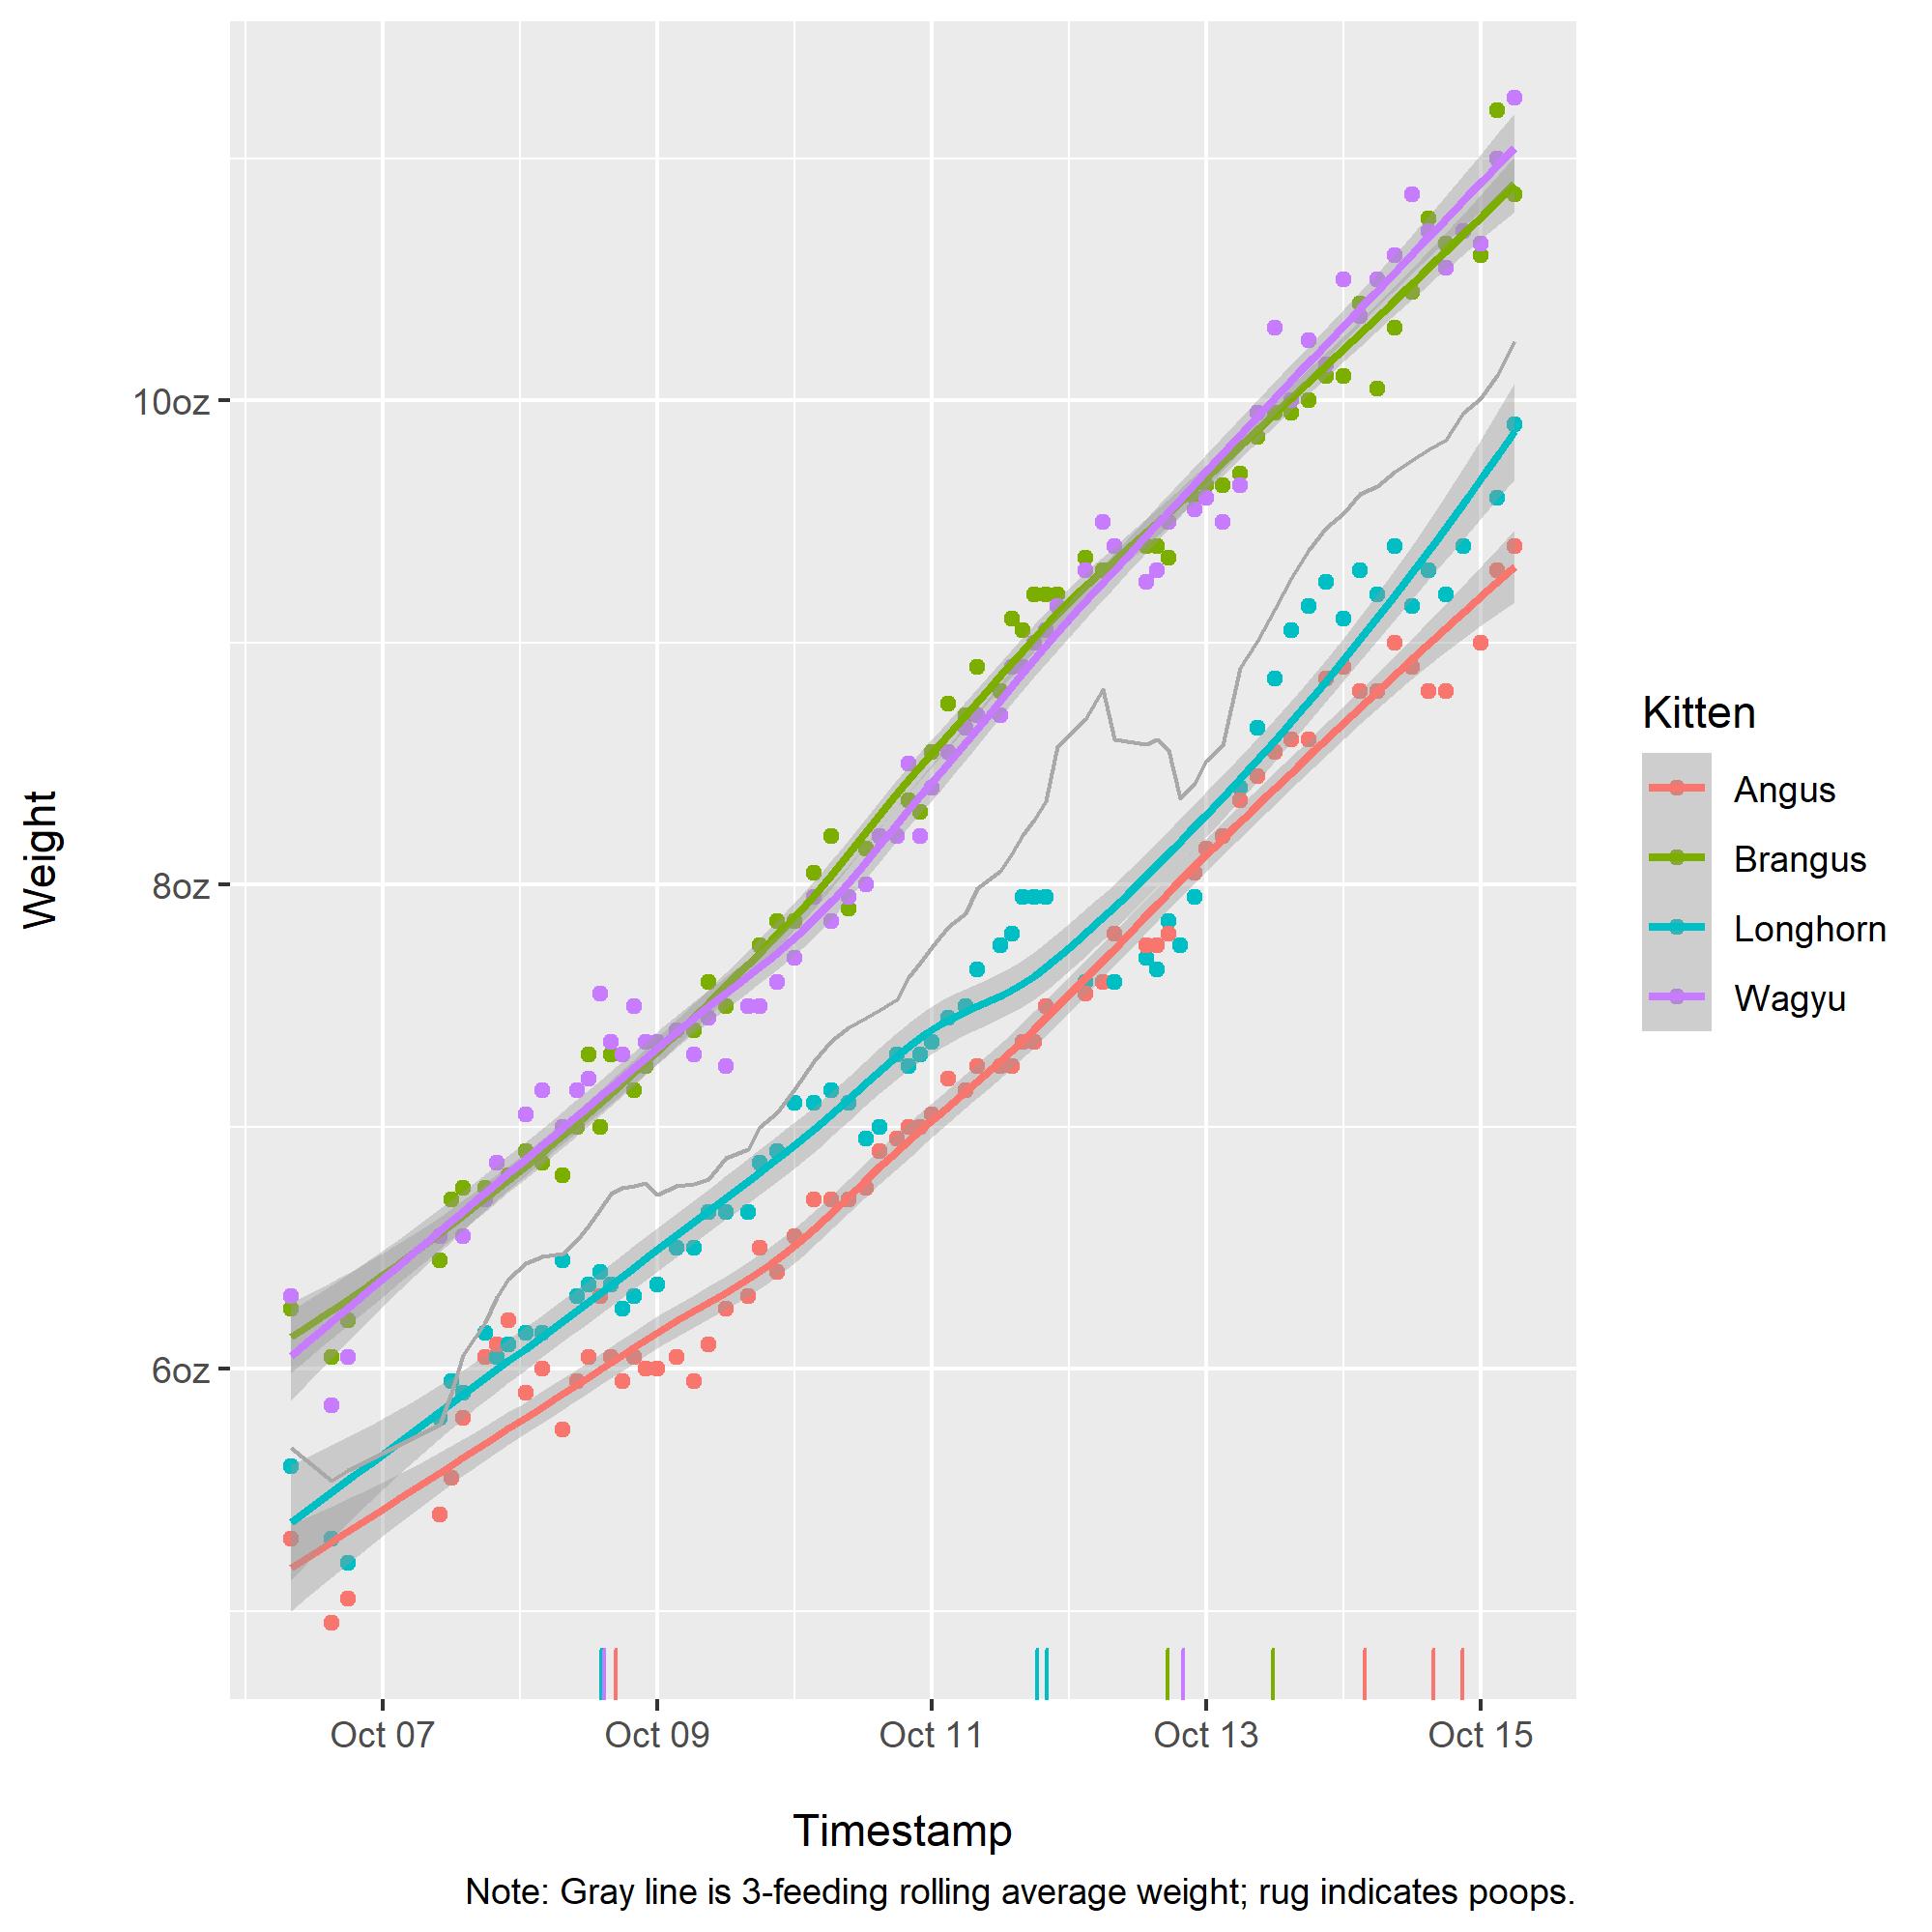 Weight
10oz
8oz
6oz
Oct 07 Oct 09 Oct 11 Oct 13 Oct 15
Timestamp
Note: Gray line is 3-feeding rolling average weight; rug indicates poops.
Kitten
Angus
Brangus
Longhorn
Wagyu